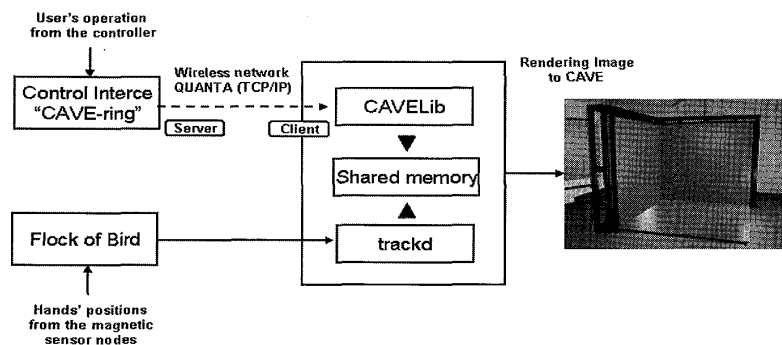 User's operation
from the controller
Control Interce
"CAVE-ring"
Wireless network
QUANTA (TCP/IP)
Server
Client
CAVELib
Shared memory
trackd
Rendering Image
to CAVE
Flock of Bird
Hands' positions
from the magnetic
sensor nodes